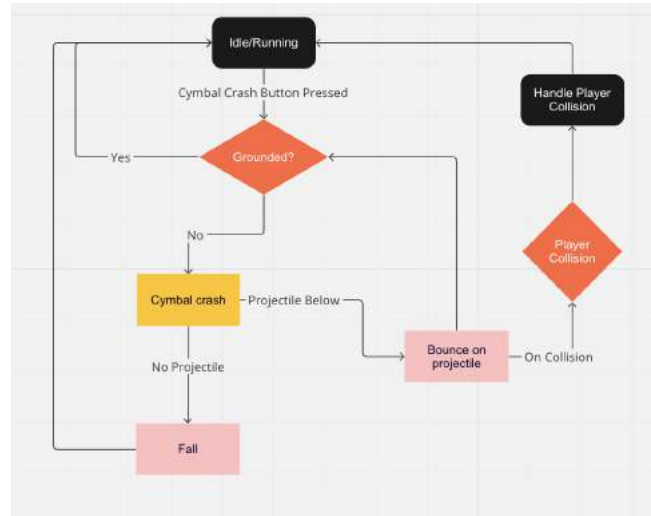 Idle/Running
Cymbal Crash Button Pressed
Handle Player
Collision
Yes
Grounded?
No
Player
Collision
Cymbal crash
Projectile Below
Bounce on
projectile
On Collision
No Projectile
Fall